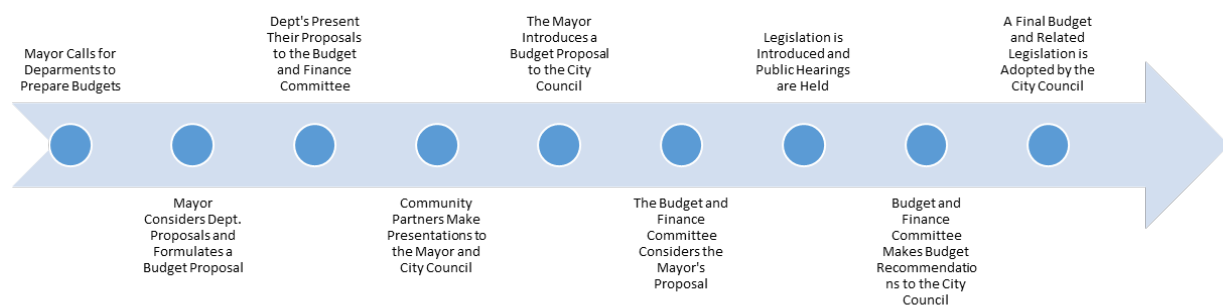 Mayor Calls for
Deparments to
Prepare Budgets
Mayor
Considers Dept.
Proposals and
Formulates a
Budget Proposal
Dept's Present
Their Proposals
to the Budget
and Finance
Committee
Community
Partners Make
Presentations to
the Mayor and
City Council
The Mayor
Introduces a
Budget Proposal
to the City
Council
The Budget and
Finance
Committee
Considers the
Mayor's
Proposal
Legislation is
Introduced and
Public Hearings
are Held
Budget and
Finance
Committee
Makes Budget
Recommendatio
ns to the City
Council
A Final Budget
and Related
Legislation is
Adopted by the
City Council